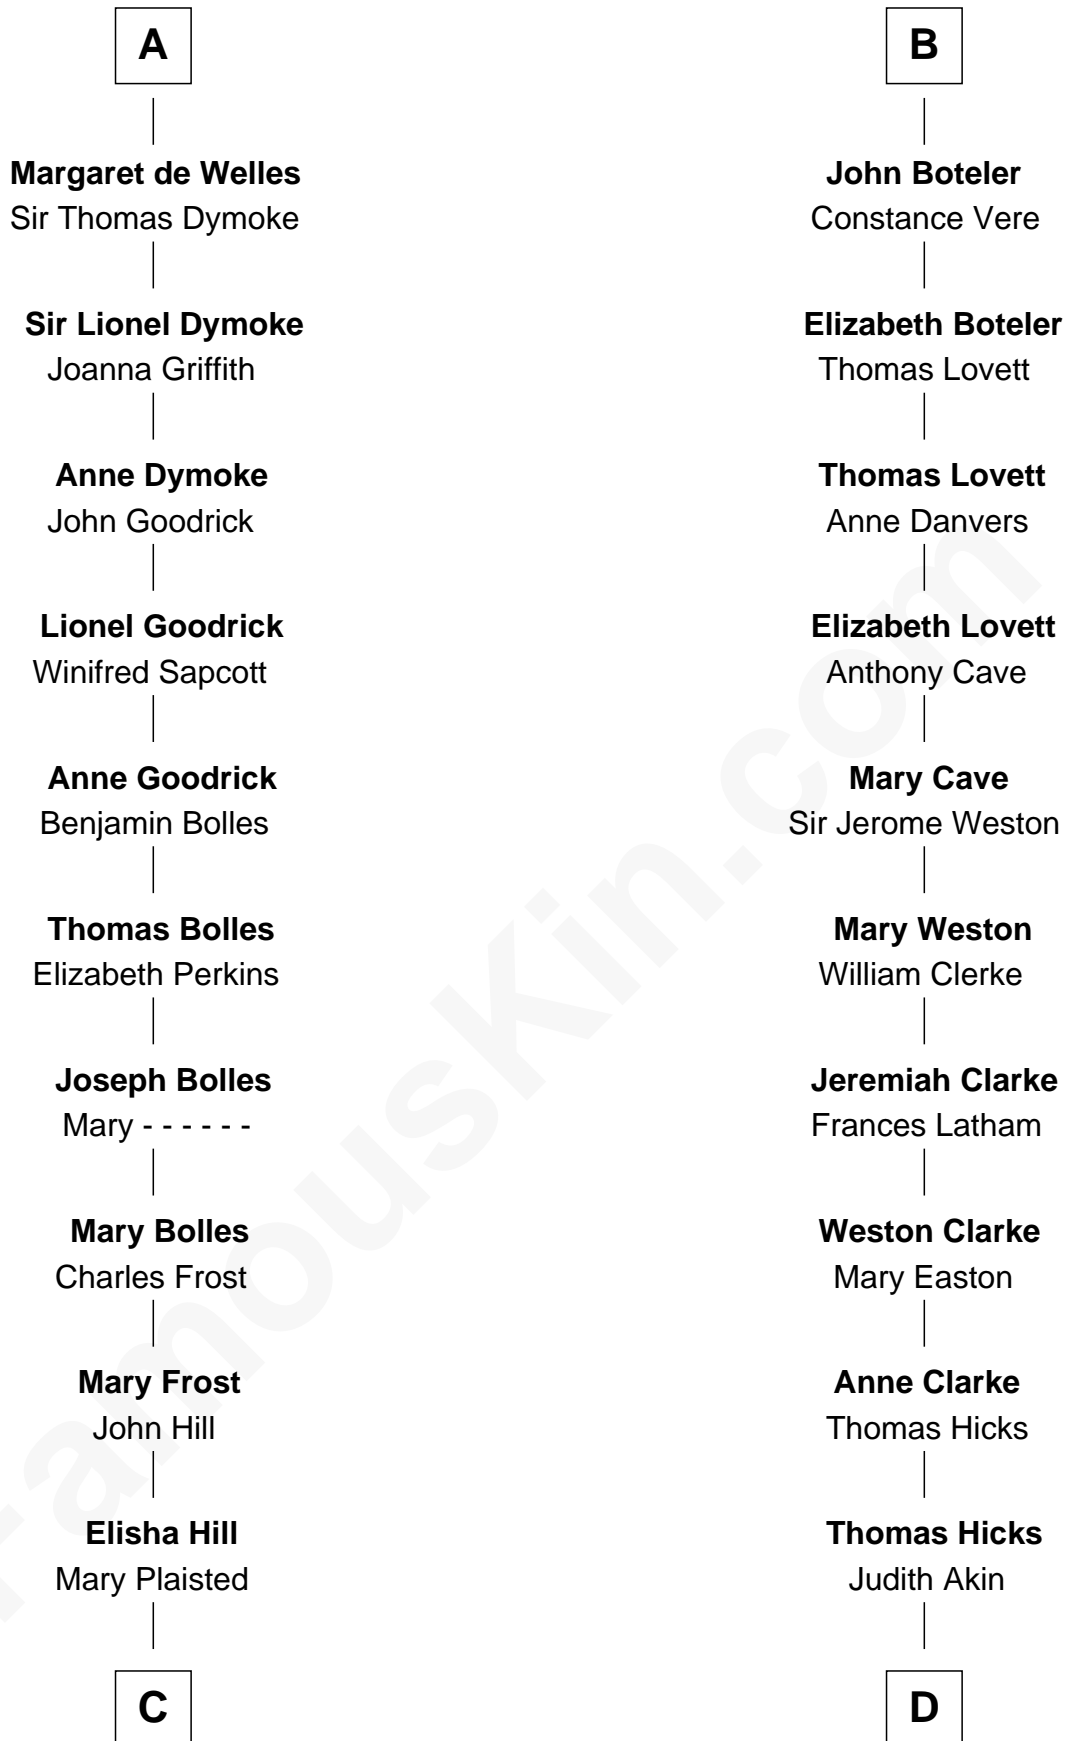 A
Margaret de Welles
Sir Thomas Dymoke
Sir Lionel Dymoke
Joanna Griffith
Anne Dymoke
John Goodrick
Lionel Goodrick
Winifred Sapcott
Anne Goodrick
Benjamin Bolles
Thomas Bolles
Elizabeth Perkins
Joseph Bolles
Mary - - - - - -
Mary Bolles
Charles Frost
Mary Frost
John Hill
Elisha Hill
Mary Plaisted
C
B
John Boteler
Constance Vere
Elizabeth Boteler
Thomas Lovett
Thomas Lovett
Anne Danvers
Elizabeth Lovett
Anthony Cave
Mary Cave
Sir Jerome Weston
Mary Weston
William Clerke
Jeremiah Clarke
Frances Latham
Weston Clarke
Mary Easton
Anne Clarke
Thomas Hicks
Thomas Hicks
Judith Akin
D
FamousKin.com